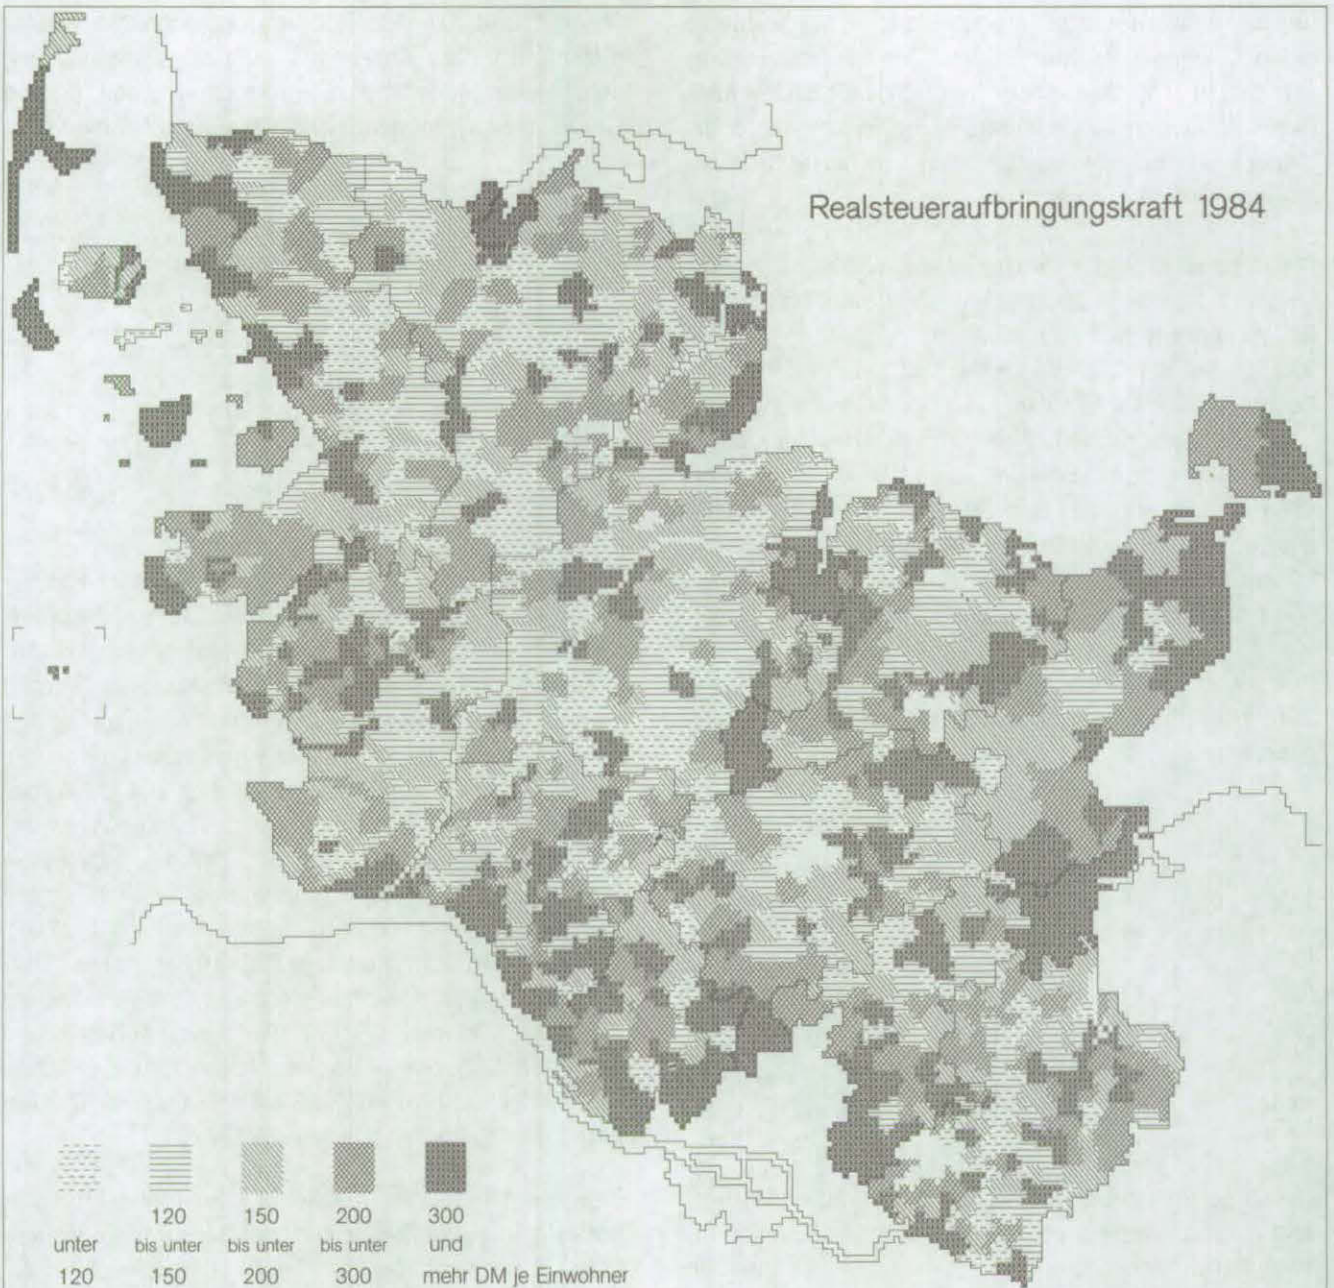 Realsteueraufbringungskraft 1984
120 150 200 300
unter bis unter bis unter bis unter und
120 150 200 300 mehr DM je Einwohner